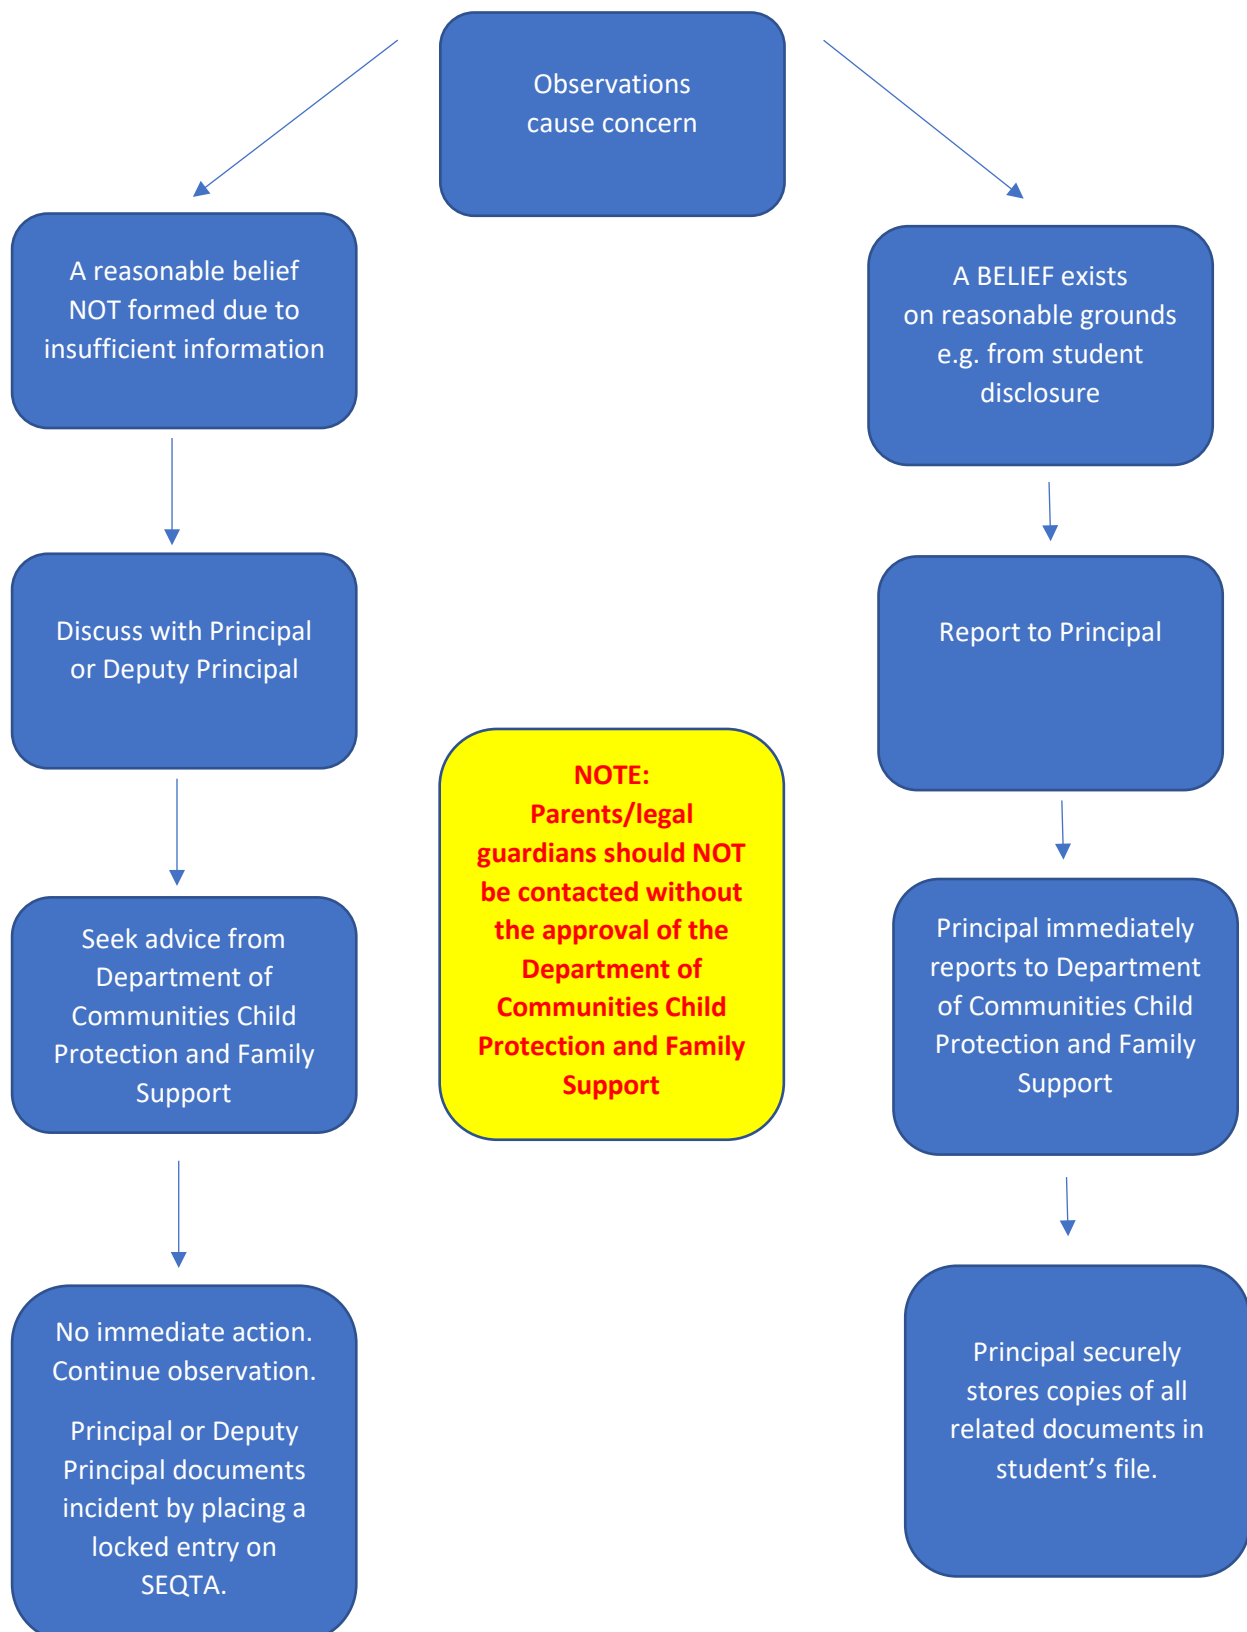 Observations
cause concern
A reasonable belief
NOT formed due to
insufficient information
A BELIEF exists
on reasonable grounds
e.g. from student
disclosure
Discuss with Principal
or Deputy Principal
Report to Principal
NOTE:
Parents/legal
guardians should NOT
be contacted without
the approval of the
Department of
Communities Child
Protection and Family
Support
Seek advice from
Department of
Communities Child
Protection and Family
Support
Principal immediately
reports to Department
of Communities Child
Protection and Family
Support
No immediate action.
Continue observation.
Principal or Deputy
Principal documents
incident by placing a
locked entry on
SEQTA.
Principal securely
stores copies of all
related documents in
student’s file.